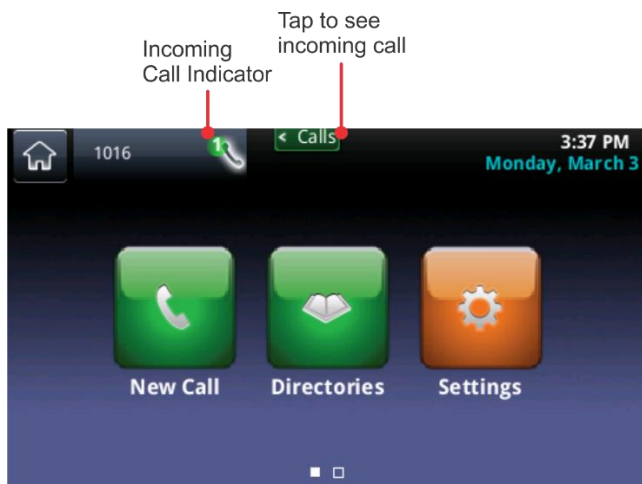 Tap to see
incoming call
Incoming
Call Indicator
1016
1
< Calls
3:37 PM
Monday, March 3
New Call
Directories
Settings